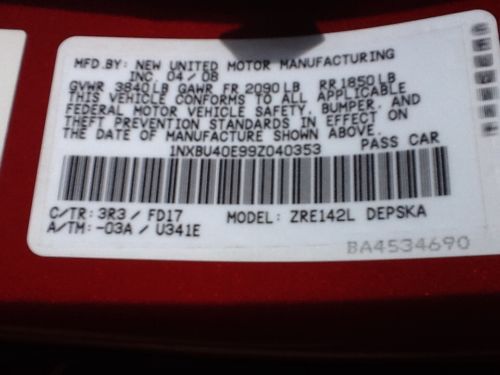 MFD.BY: NEW UNITED MOTOR MANUFACTURING
INC. 04 / 08
GVWR 3840 LB GAWR FR 2090 LB RR 1850 LB
THIS VEHICLE CONFORMS TO ALL APPLICABLE
FEDERAL MOTOR VEHICLE SAFETY, BUMPER, AND
THEFT PREVENTION STANDARDS IN EFFECT ON
THE DATE OF MANUFACTURE SHOWN ABOVE.
1NXBU40E99Z040353 PASS CAR
C/TR: 3R3 / FD17 MODEL: ZRE142L DEPSKA
A/TM: -03A / U341E
BA4534690